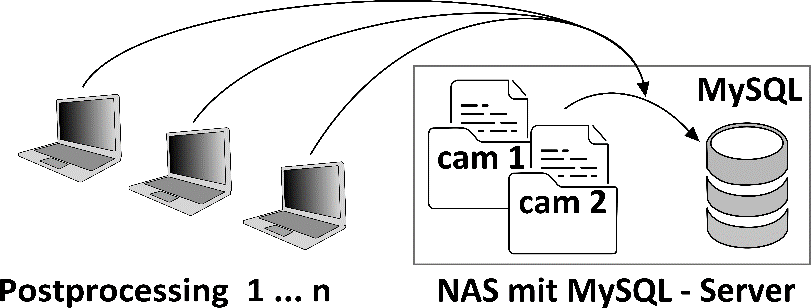 MySQL
cam 1
cam 2
Postprocessing 1 ... n
NAS mit MySQL - Server